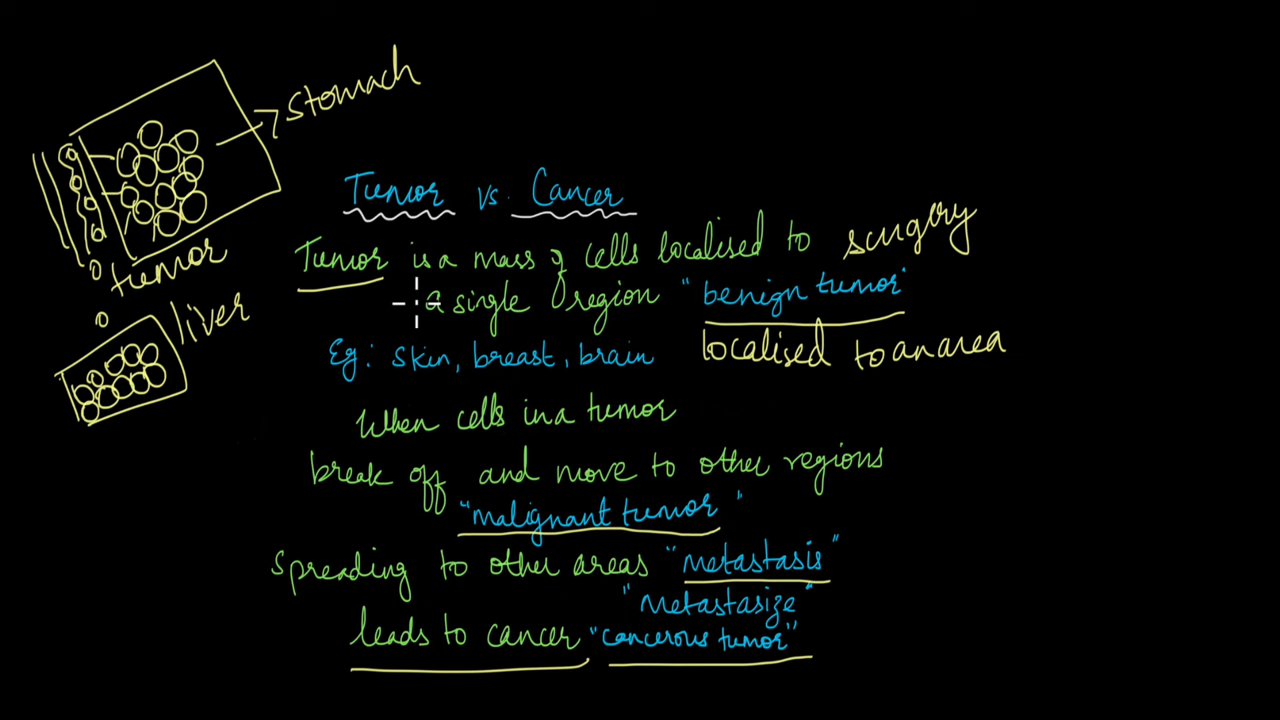 stomach
tumor
liver
Tumor vs. Cancer
Tumor is a mass of cells localised to
a single region "benign tumor"
surgery
localised to an area
Eg: skin, breast, brain
When cells in a tumor
break off and move to other regions
"malignant tumor"
Spreading to other areas "metastasis"
"Metastasize"
leads to cancer "cancerous tumor"